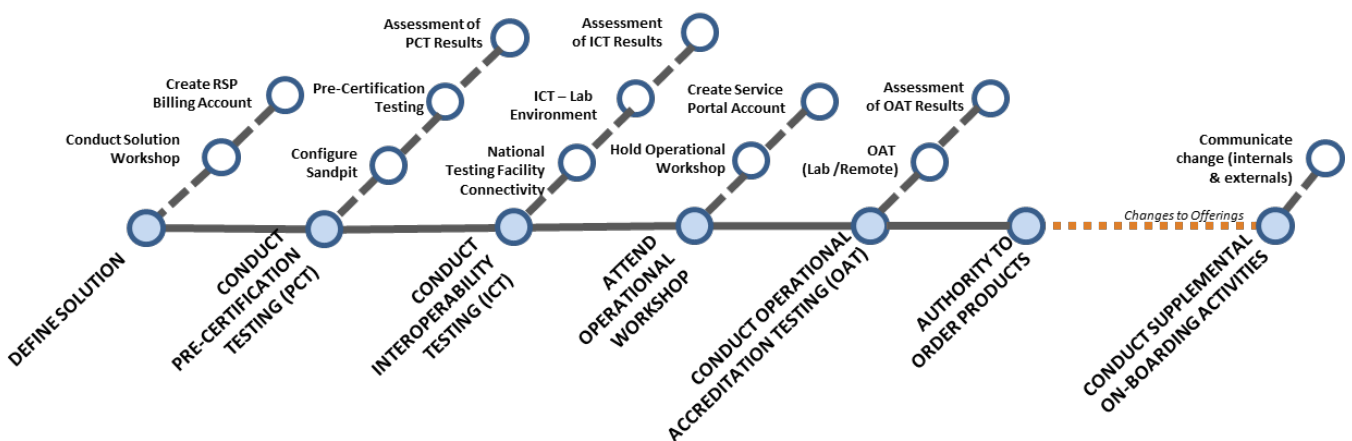 Create RSP
Billing Account
Conduct Solution
Workshop
DEFINE SOLUTION
Assessment of
PCT Results
Pre-Certification
Testing
Configure
Sandpit
CONDUCT
PRE-CERTIFICATION
TESTING (PCT)
Assessment
of ICT Results
ICT – Lab
Environment
National
Testing Facility
Connectivity
CONDUCT
INTEROPERABILITY
TESTING (ICT)
Create Service
Portal Account
Hold Operational
Workshop
ATTEND
OPERATIONAL
WORKSHOP
Assessment
of OAT Results
OAT
(Lab /Remote)
CONDUCT OPERATIONAL
ACCREDITATION TESTING (OAT)
AUTHORITY TO
ORDER PRODUCTS
Changes to Offerings
Communicate
change (internals
& externals)
CONDUCT SUPPLEMENTAL
ON-BOARDING ACTIVITIES